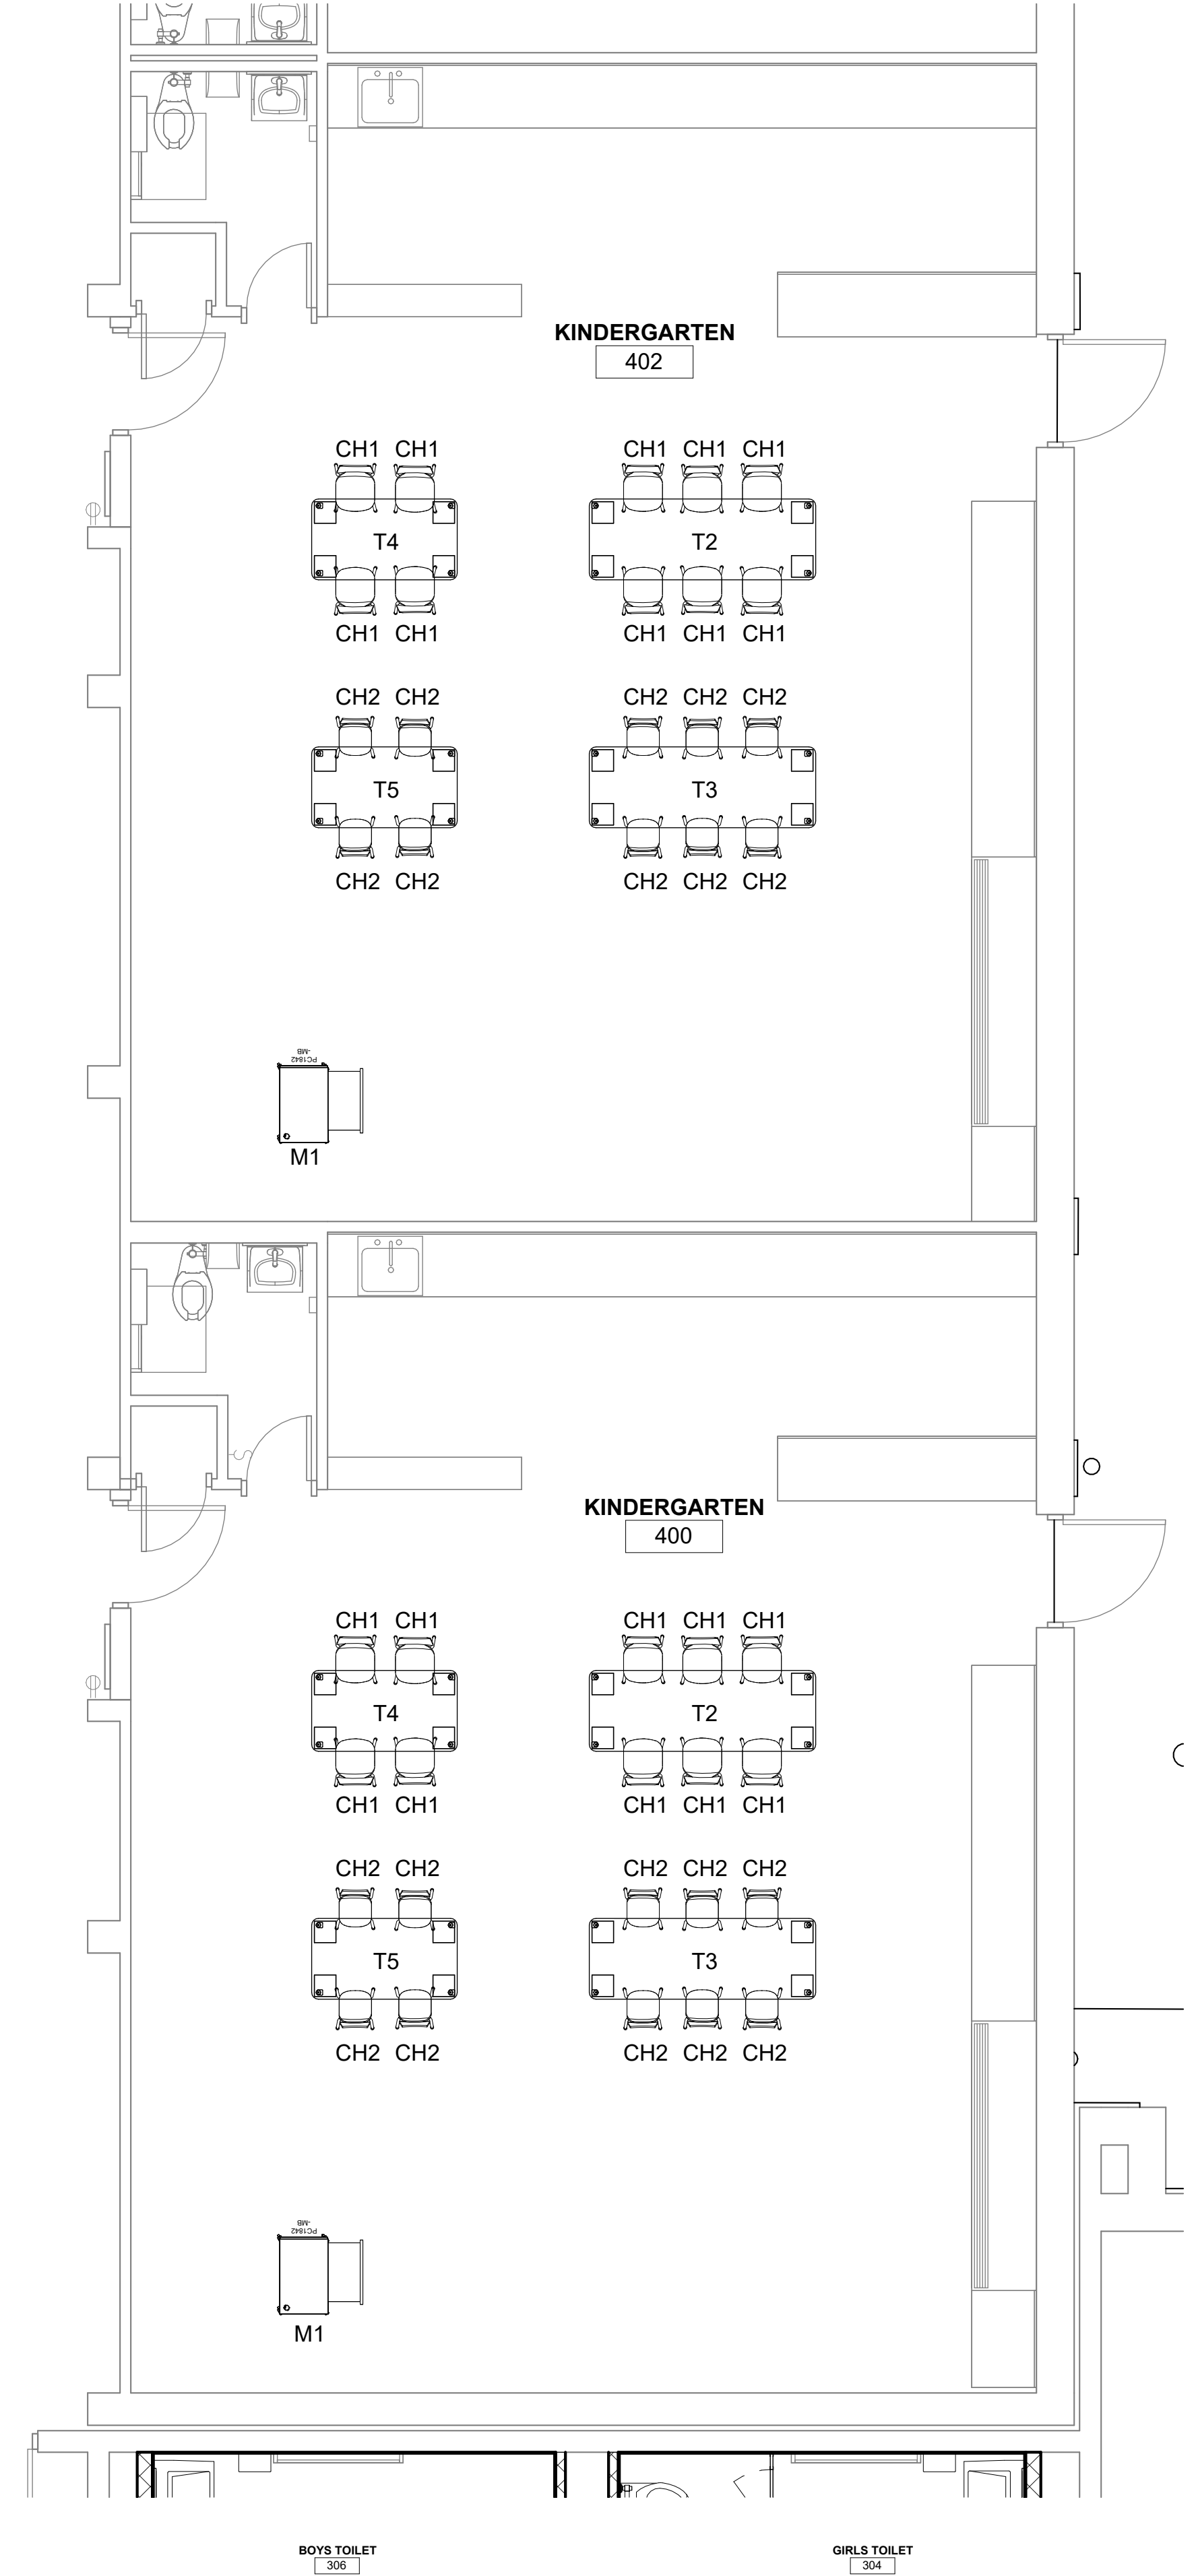 KINDERGARTEN
402
CH1 CH1 CH1 CH1 CH1
T4 T2
CH1 CH1 CH1 CH1 CH1
CH2 CH2 CH2 CH2 CH2
T5 T3
CH2 CH2 CH2 CH2 CH2
PC1842
-MB
M1
KINDERGARTEN
400
CH1 CH1 CH1 CH1 CH1
T4 T2
CH1 CH1 CH1 CH1 CH1
CH2 CH2 CH2 CH2 CH2
T5 T3
CH2 CH2 CH2 CH2 CH2
PC1842
-MB
M1
BOYS TOILET GIRLS TOILET
306 304